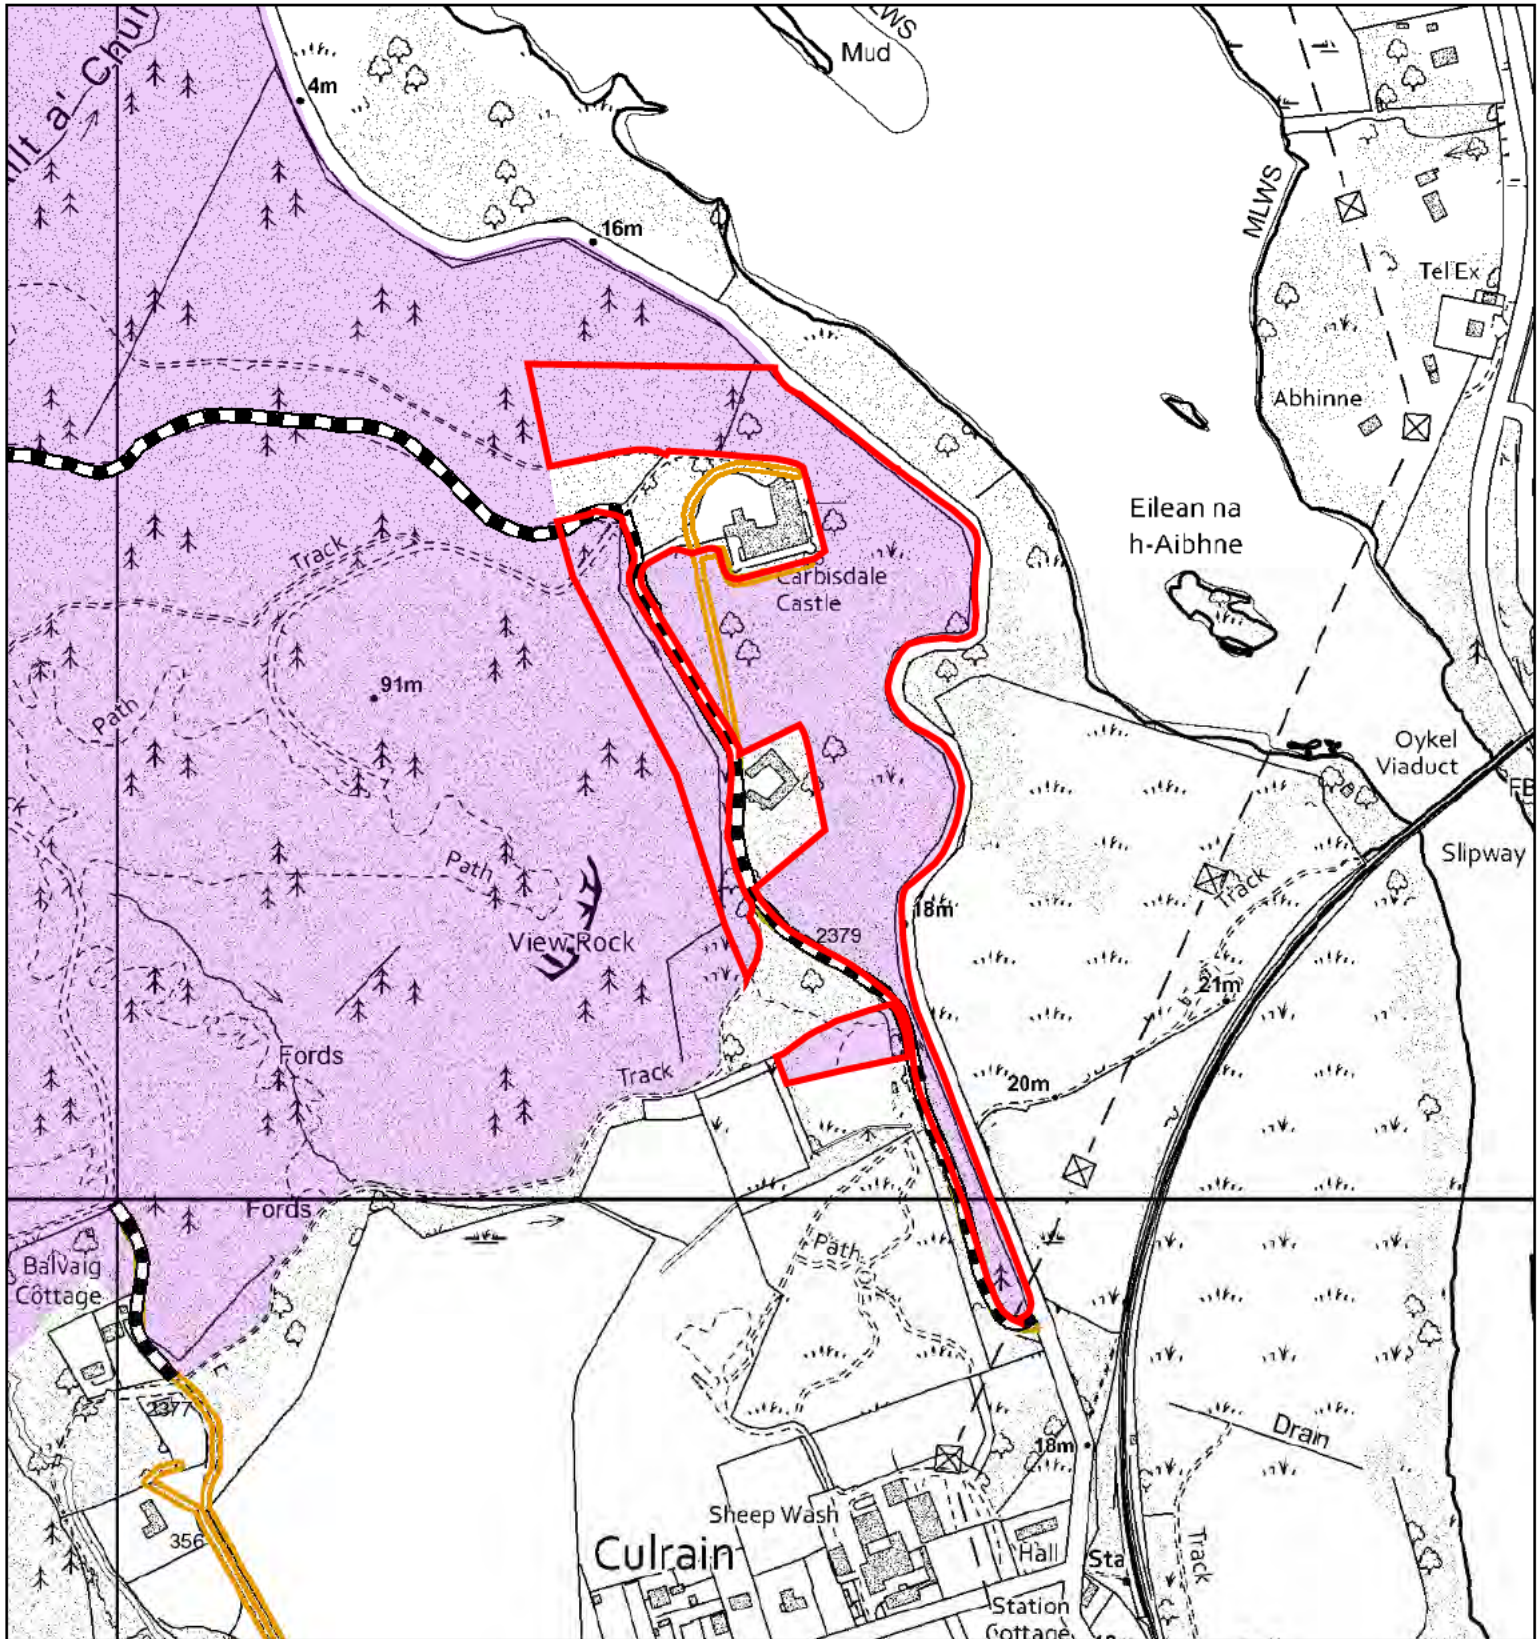 MLWS
Mud
4m
16m
MLWS
Tel Ex
Abhinne
Eilean na
h-Aibhne
Track
Carbisdale
Castle
91m
Path
Oykel
Viaduct
FB
Slipway
Path
Track
18m
2379
View Rock
21m
Fords
Track
20m
Fords
Path
Balvaig
Cottage
2377
Drain
18m
Sheep Wash
356
Culrain
Hall
Sta
Track
Station
Cottage